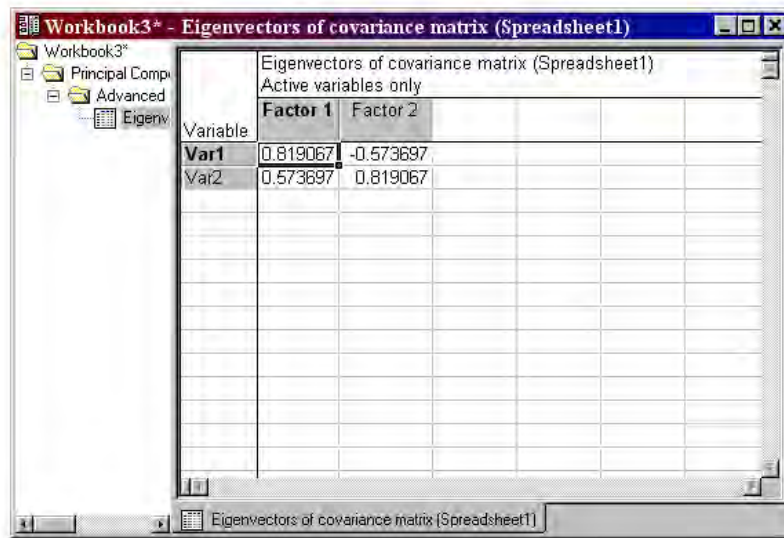 Workbook3* - Eigenvectors of covariance matrix (Spreadsheet1)
Workbook3*
Principal Comp
Advanced
Eigenv
Eigenvectors of covariance matrix (Spreadsheet1)
Active variables only
Variable Factor 1 Factor 2
Var1 0.819067 -0.573697
Var2 0.573697 0.819067
Eigenvectors of covariance matrix (Spreadsheet1)